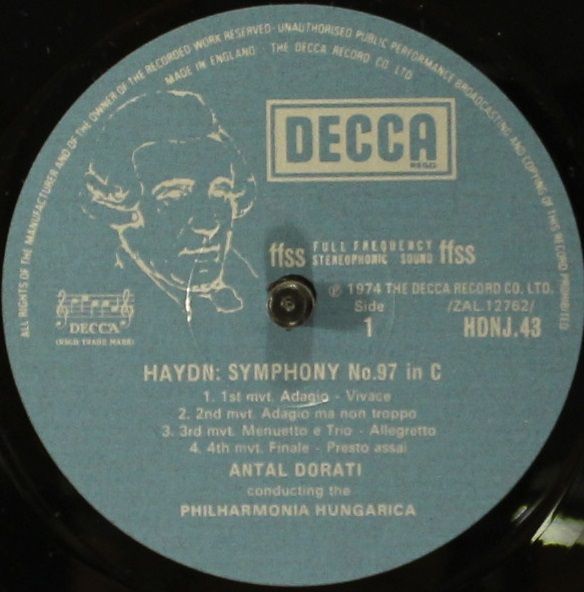 ALL RIGHTS OF THE MANUFACTURER AND OF THE OWNER OF THE RECORDED WORK RESERVED · UNAUTHORISED PUBLIC PERFORMANCE BROADCASTING AND COPYING OF THIS RECORD PROHIBITED
MADE IN ENGLAND. THE DECCA RECORD CO. LTD
DECCA
REGD
ffss FULL FREQUENCY STEREOPHONIC SOUND ffss
℗ 1974 THE DECCA RECORD CO. LTD.
Side /ZAL.12762/
1 HDNJ.43
DECCA
(REGD TRADE MARK)
HAYDN: SYMPHONY No.97 in C
1. 1st mvt. Adagio - Vivace
2. 2nd mvt. Adagio ma non troppo
3. 3rd mvt. Menuetto e Trio - Allegretto
4. 4th mvt. Finale - Presto assai
ANTAL DORATI
conducting the
PHILHARMONIA HUNGARICA